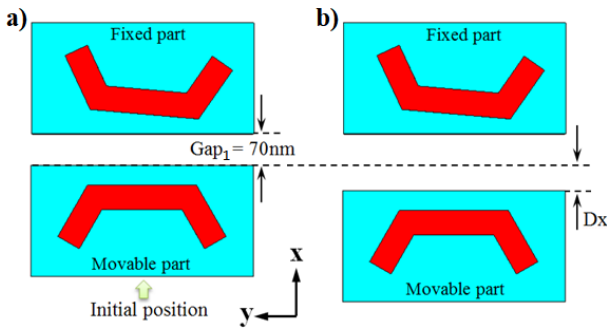 a)
Fixed part
Gap₁ = 70nm
Movable part
Initial position
x
y
b)
Fixed part
Dx
Movable part